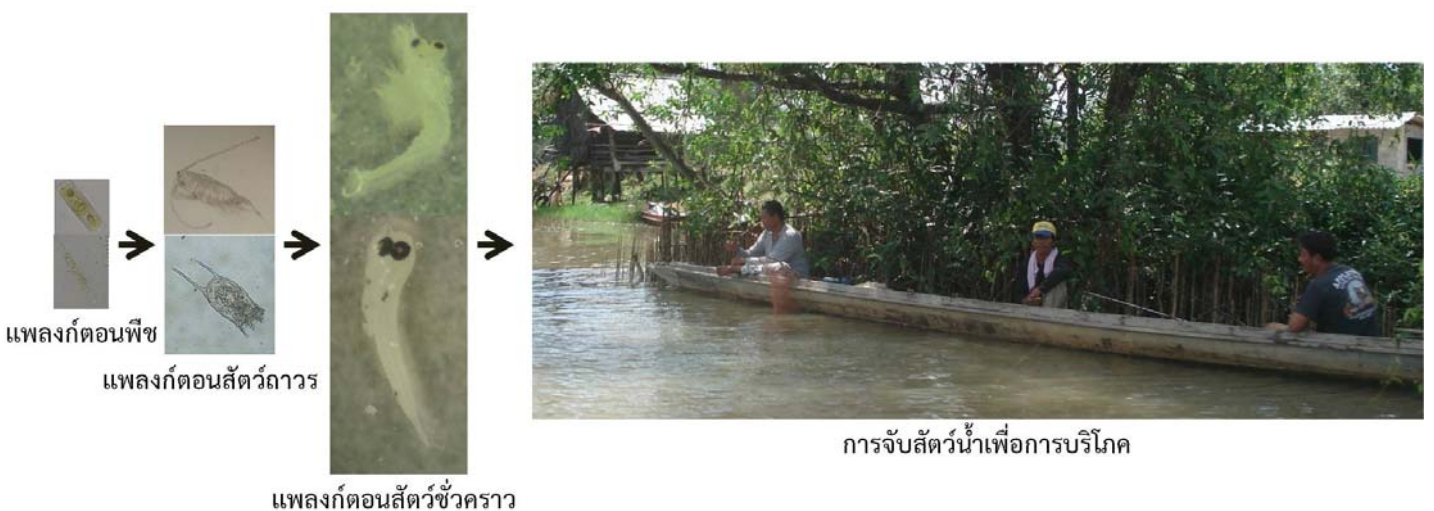 แพลงก์ตอนพืช
แพลงก์ตอนสัตว์ถาวร
แพลงก์ตอนสัตว์ชั่วคราว
การจับสัตว์น้ำเพื่อการบริโภค